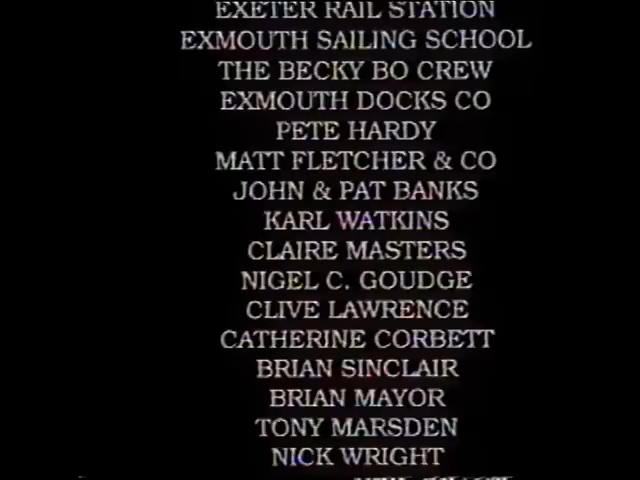 EXETER RAIL STATION
EXMOUTH SAILING SCHOOL
THE BECKY BO CREW
EXMOUTH DOCKS CO
PETE HARDY
MATT FLETCHER & CO
JOHN & PAT BANKS
KARL WATKINS
CLAIRE MASTERS
NIGEL C. GOUDGE
CLIVE LAWRENCE
CATHERINE CORBETT
BRIAN SINCLAIR
BRIAN MAYOR
TONY MARSDEN
NICK WRIGHT